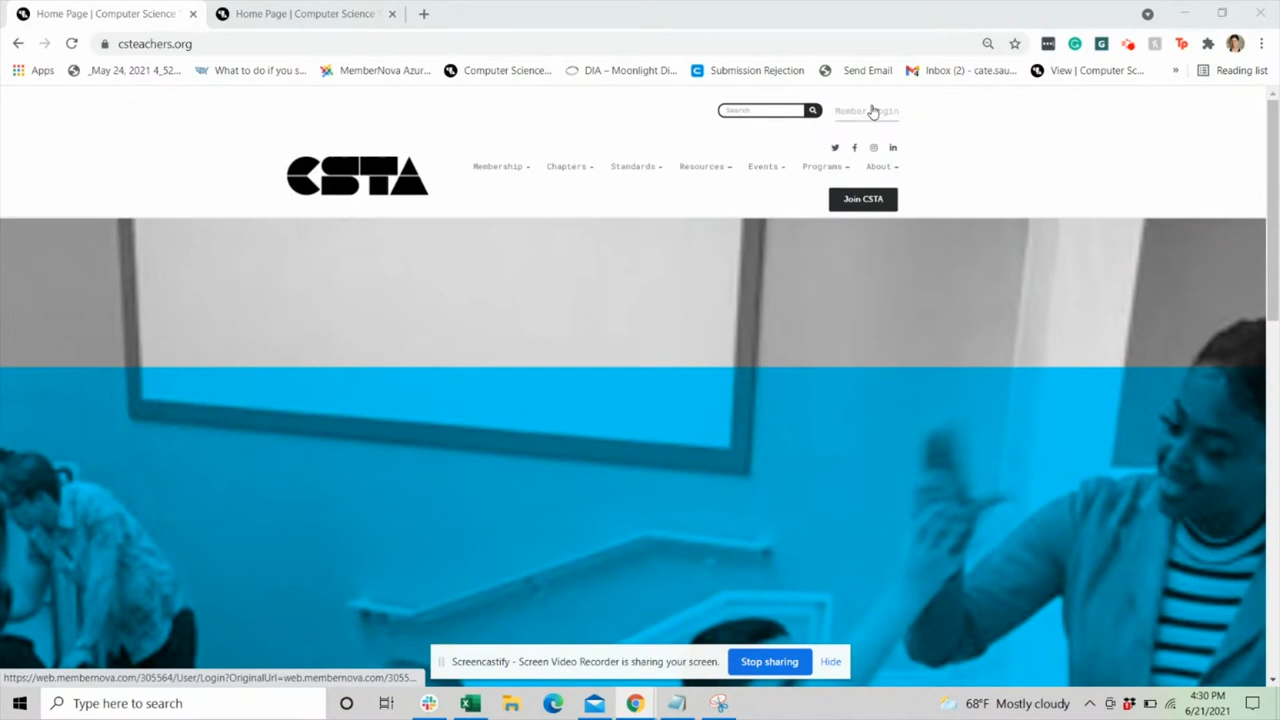 Home Page | Computer Science
Home Page | Computer Science
csteachers.org
Apps
_May 24, 2021 4_52...
What to do if you s...
MemberNova Azur...
Computer Science...
DIA – Moonlight Di...
Submission Rejection
Send Email
Inbox (2) - cate.sau...
View | Computer Sc...
»
Reading list
Search
Member Login
CSTA
Membership
Chapters
Standards
Resources
Events
Programs
About
Join CSTA
Screencastify - Screen Video Recorder is sharing your screen.
Stop sharing
Hide
https://web.membernova.com/305564/User/Login?OriginalUrl=web.membernova.com/3055...
Type here to search
68°F Mostly cloudy
4:30 PM
6/21/2021